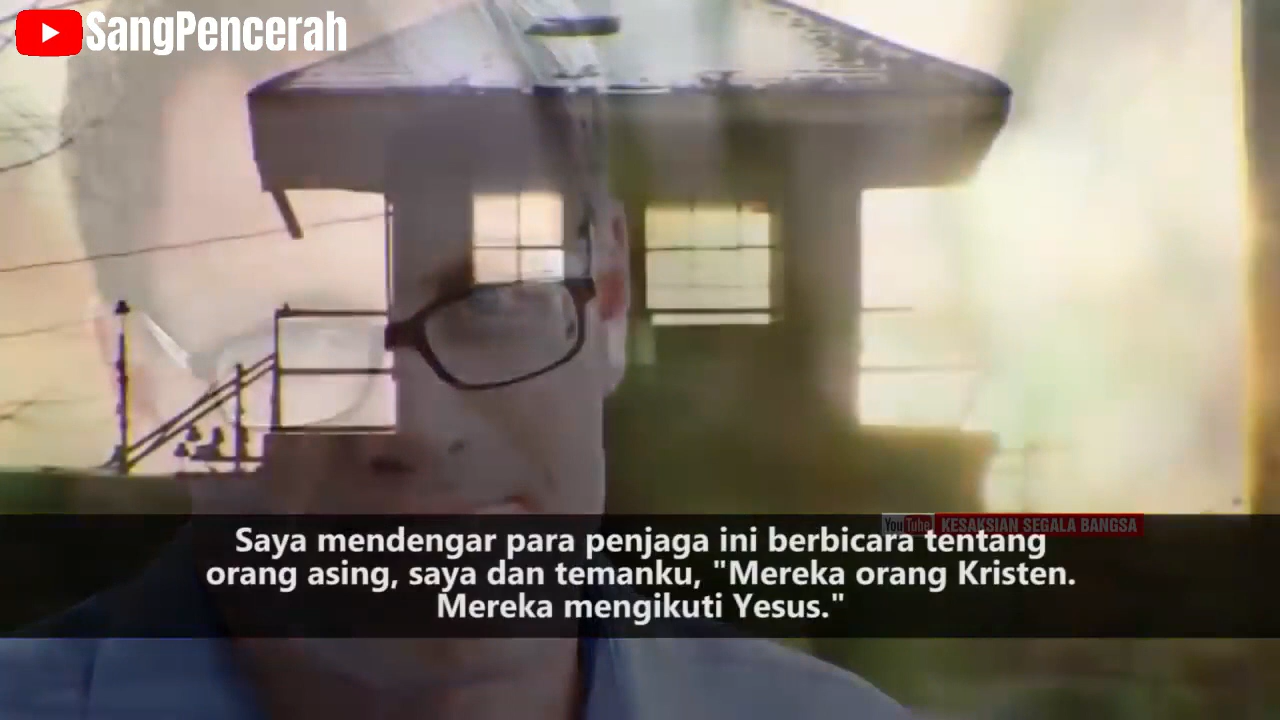 SangPencerah
YouTube KESAKSIAN SEGALA BANGSA
Saya mendengar para penjaga ini berbicara tentang
orang asing, saya dan temanku, "Mereka orang Kristen.
Mereka mengikuti Yesus."